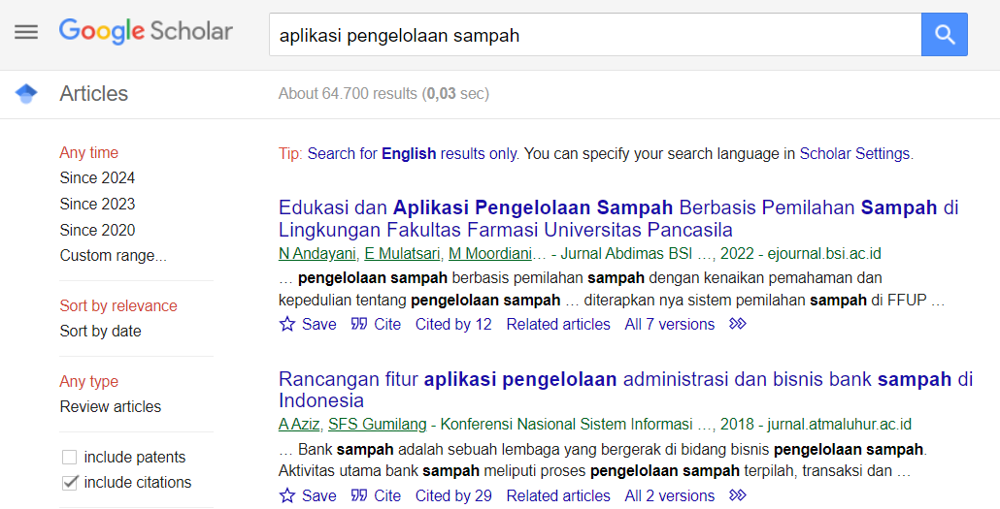 Google Scholar
aplikasi pengelolaan sampah
Articles
About 64.700 results (0,03 sec)
Any time
Since 2024
Since 2023
Since 2020
Custom range...
Sort by relevance
Sort by date
Any type
Review articles
include patents
include citations
Tip: Search for English results only. You can specify your search language in Scholar Settings.
Edukasi dan Aplikasi Pengelolaan Sampah Berbasis Pemilahan Sampah di
Lingkungan Fakultas Farmasi Universitas Pancasila
N Andayani, E Mulatsari, M Moordiani… - Jurnal Abdimas BSI …, 2022 - ejournal.bsi.ac.id
… pengelolaan sampah berbasis pemilahan sampah dengan kenaikan pemahaman dan
kepedulian tentang pengelolaan sampah … diterapkan nya sistem pemilahan sampah di FFUP …
Save Cite Cited by 12 Related articles All 7 versions
Rancangan fitur aplikasi pengelolaan administrasi dan bisnis bank sampah di
Indonesia
A Aziz, SFS Gumilang - Konferensi Nasional Sistem Informasi …, 2018 - jurnal.atmaluhur.ac.id
… Bank sampah adalah sebuah lembaga yang bergerak di bidang bisnis pengelolaan sampah.
Aktivitas utama bank sampah meliputi proses pengelolaan sampah terpilah, transaksi dan …
Save Cite Cited by 29 Related articles All 2 versions